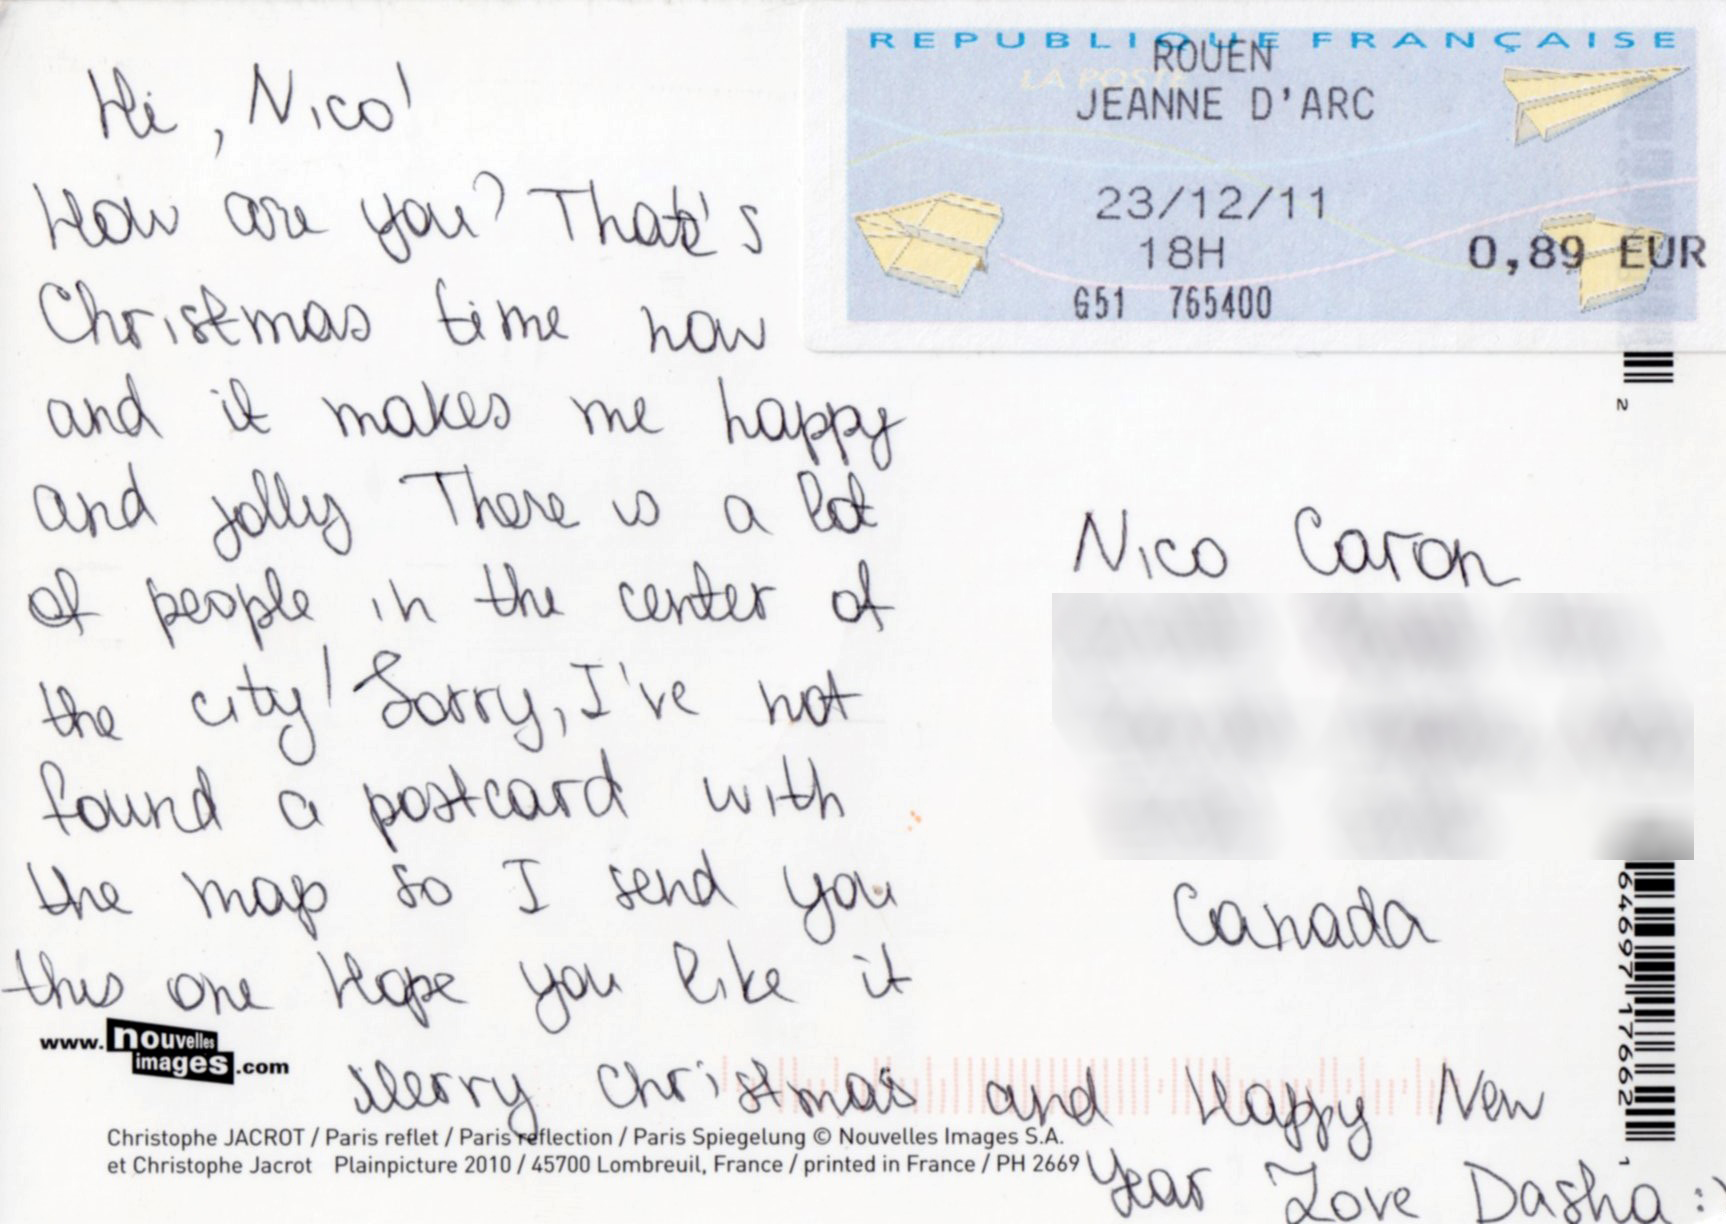 Hi, Nico!
How are you? That's
Christmas time now
and it makes me happy
and jolly There is a lot
of people in the center of
the city! Sorry, I've not
found a postcard with
the map so I send you
this one Hope you like it
Merry Christmas and Happy New
Year Love Dasha :)
REPUBLIQUE FRANÇAISE
LA POSTE
ROUEN
JEANNE D'ARC
23/12/11
18H
0,89 EUR
G51 765400
Nico Caron
Canada
www.nouvelles
images.com
Christophe JACROT / Paris reflet / Paris reflection / Paris Spiegelung © Nouvelles Images S.A.
et Christophe Jacrot Plainpicture 2010 / 45700 Lombreuil, France / printed in France / PH 2669
2
64697 17662
1